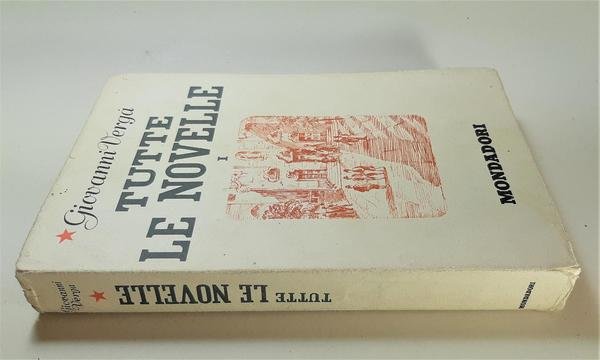 Giovanni Verga
TUTTE
LE NOVELLE
I
MONDADORI
Giovanni
Verga
TUTTE LE NOVELLE
MONDADORI